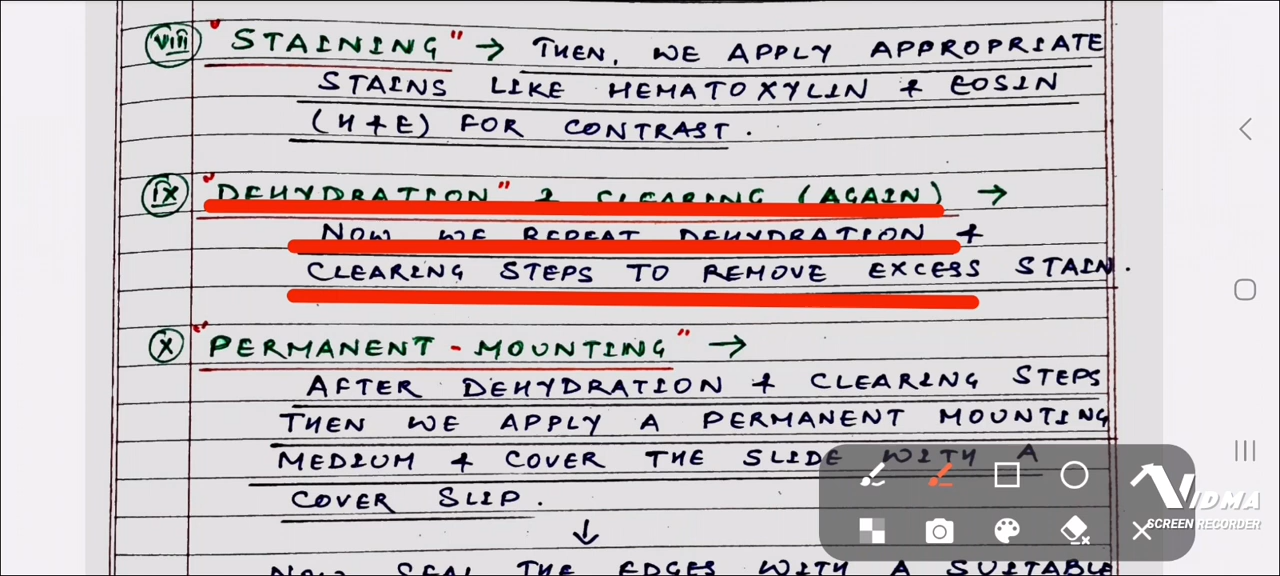 (viii) "STAINING" → THEN, WE APPLY APPROPRIATE
STAINS LIKE HEMATOXYLIN & EOSIN
(H & E) FOR CONTRAST.
(ix) "DEHYDRATION" & CLEARING (AGAIN) →
NOW WE REPEAT DEHYDRATION &
CLEARING STEPS TO REMOVE EXCESS STAIN.
(x) "PERMANENT-MOUNTING" →
AFTER DEHYDRATION & CLEARING STEPS
THEN WE APPLY A PERMANENT MOUNTING
MEDIUM & COVER THE SLIDE WITH A
COVER SLIP.
↓
NOW SEAL THE EDGES WITH A SUITABLE
VIDMA
SCREEN RECORDER